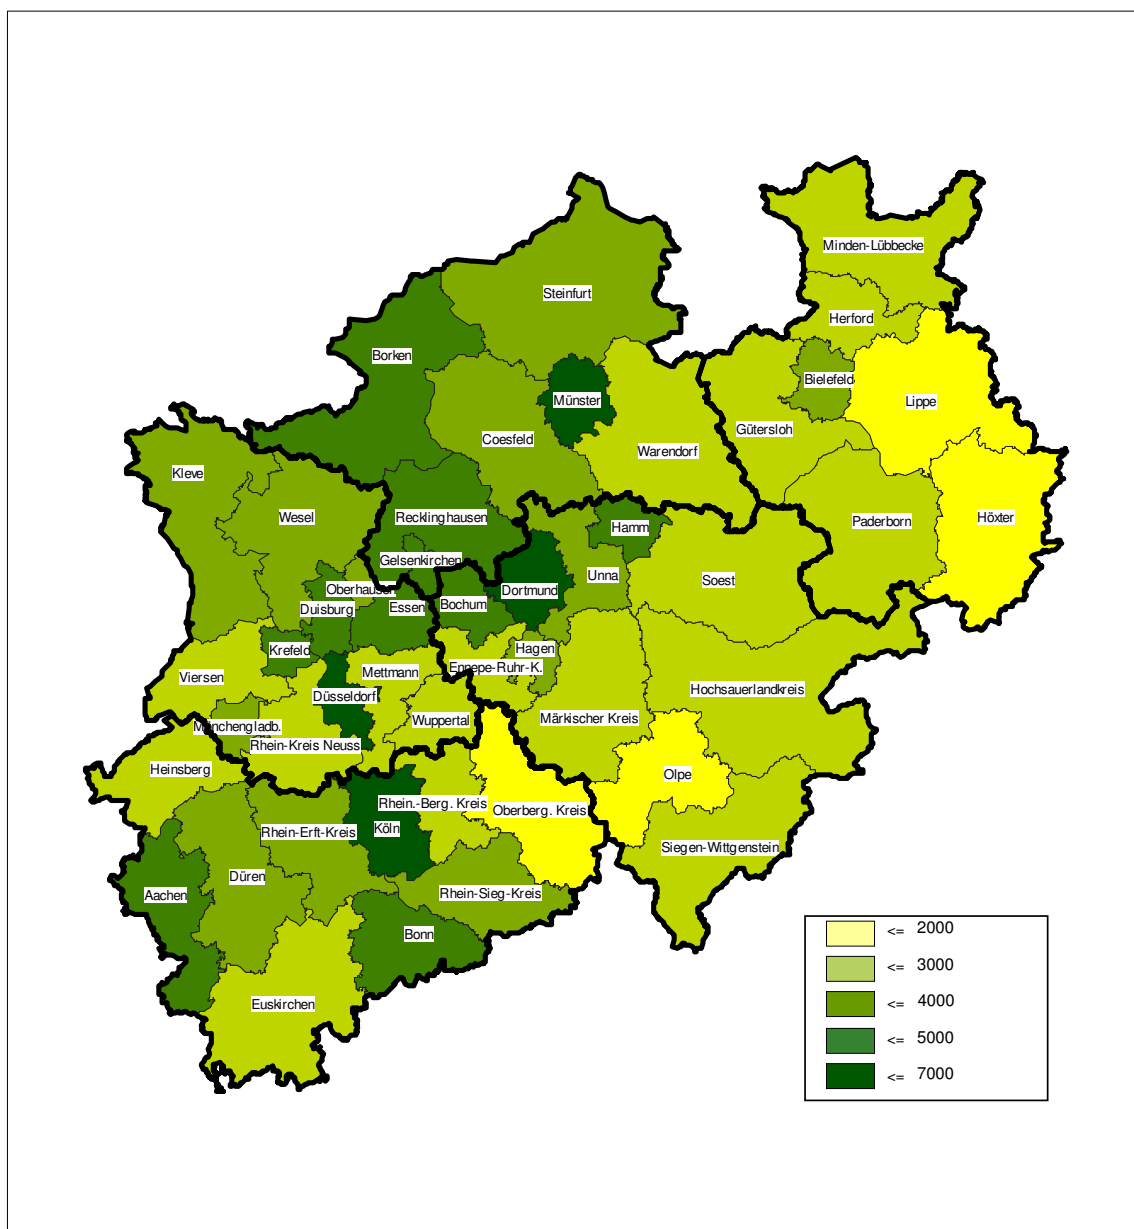 Minden-Lübbecke
Steinfurt
Herford
Borken
Bielefeld
Münster
Lippe
Gütersloh
Coesfeld
Warendorf
Kleve
Wesel
Recklinghausen
Höxter
Paderborn
Hamm
Gelsenkirchen
Soest
Unna
Oberhausen
Dortmund
Duisburg
Essen
Bochum
Krefeld
Hagen
Ennepe-Ruhr-K.
Viersen
Mettmann
Hochsauerlandkreis
Düsseldorf
Wuppertal
Märkischer Kreis
Mönchengladb.
Rhein-Kreis Neuss
Heinsberg
Olpe
Rhein.-Berg. Kreis
Oberberg. Kreis
Rhein-Erft-Kreis
Köln
Siegen-Wittgenstein
Düren
Aachen
Rhein-Sieg-Kreis
Bonn
Euskirchen
<= 2000
<= 3000
<= 4000
<= 5000
<= 7000